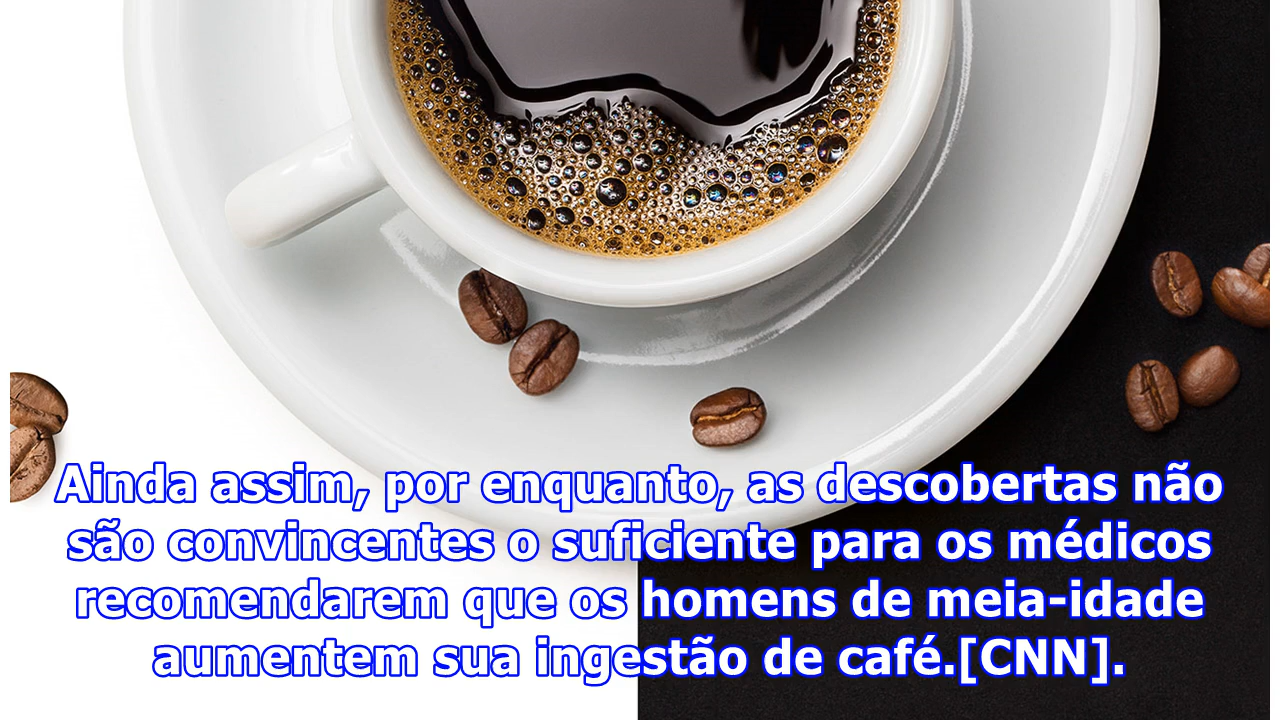 Ainda assim, por enquanto, as descobertas não
são convincentes o suficiente para os médicos
recomendarem que os homens de meia-idade
aumentem sua ingestão de café.[CNN].